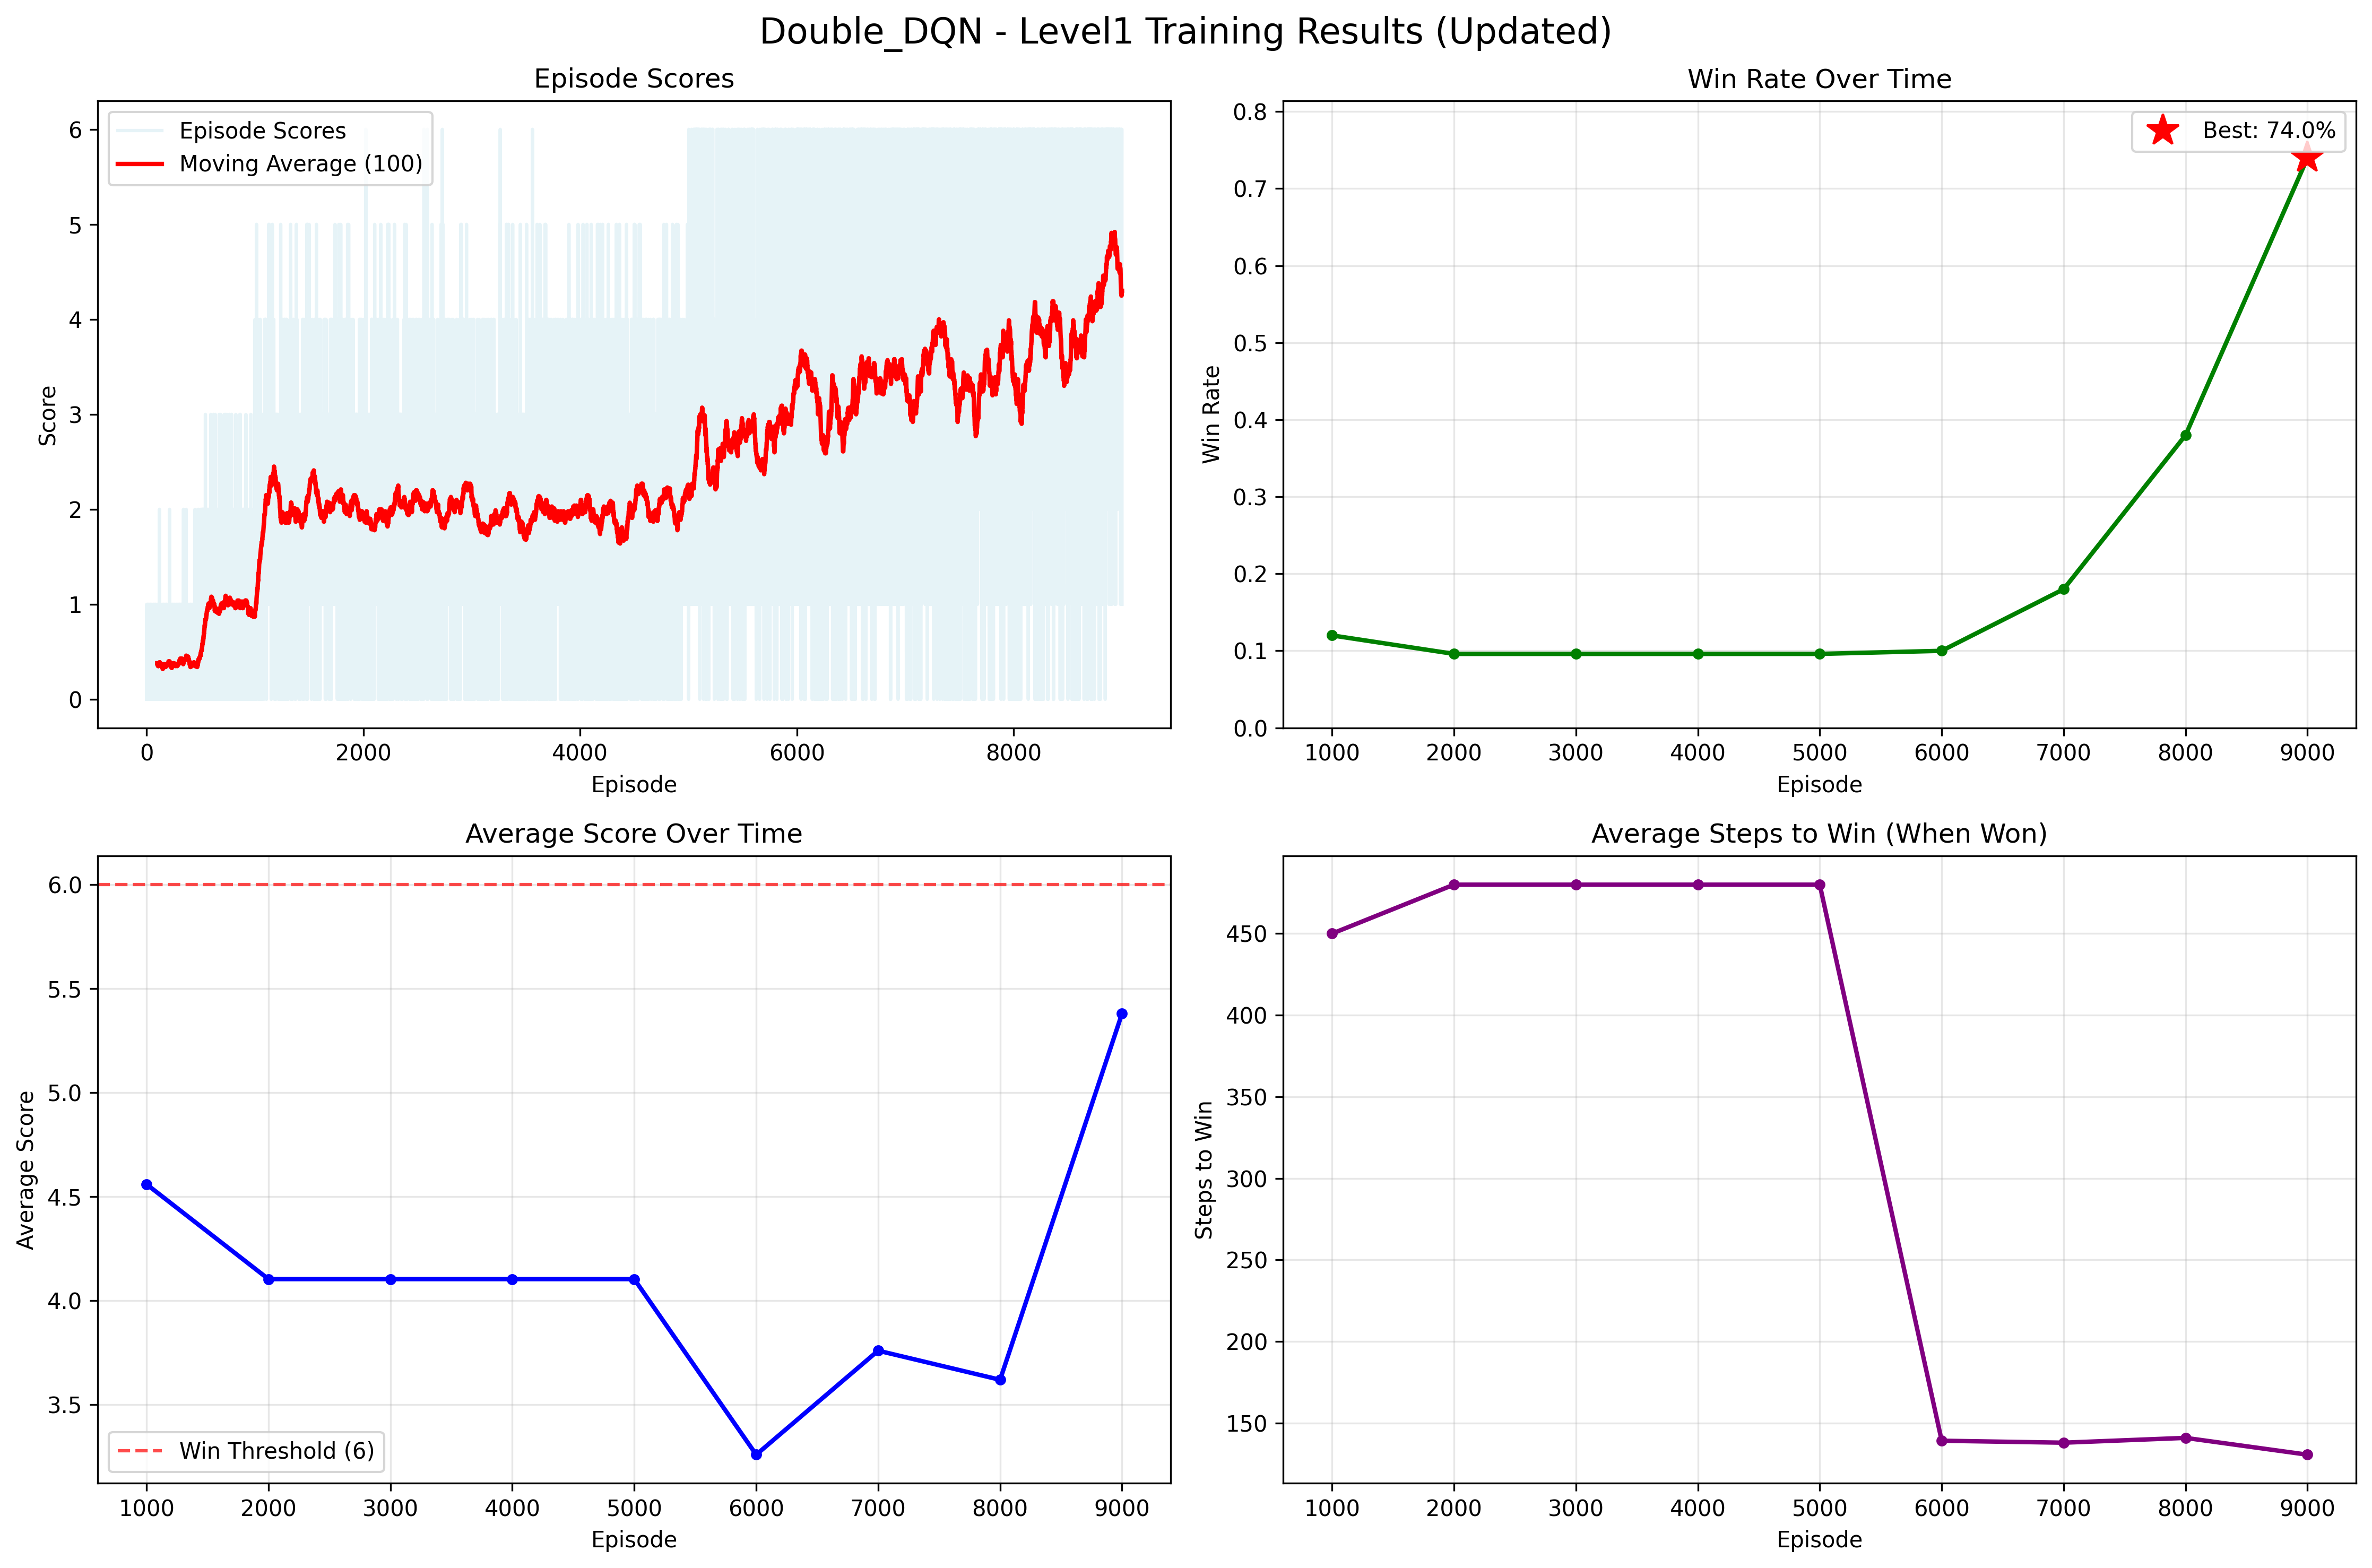 Double_DQN - Level1 Training Results (Updated)
Episode Scores
Episode Scores
Moving Average (100)
6
5
4
3
2
1
0
Score
0 2000 4000 6000 8000
Episode
Win Rate Over Time
Best: 74.0%
0.8
0.7
0.6
0.5
0.4
0.3
0.2
0.1
0.0
Win Rate
1000 2000 3000 4000 5000 6000 7000 8000 9000
Episode
Average Score Over Time
6.0
5.5
5.0
4.5
4.0
3.5
Average Score
Win Threshold (6)
1000 2000 3000 4000 5000 6000 7000 8000 9000
Episode
Average Steps to Win (When Won)
450
400
350
300
250
200
150
Steps to Win
1000 2000 3000 4000 5000 6000 7000 8000 9000
Episode